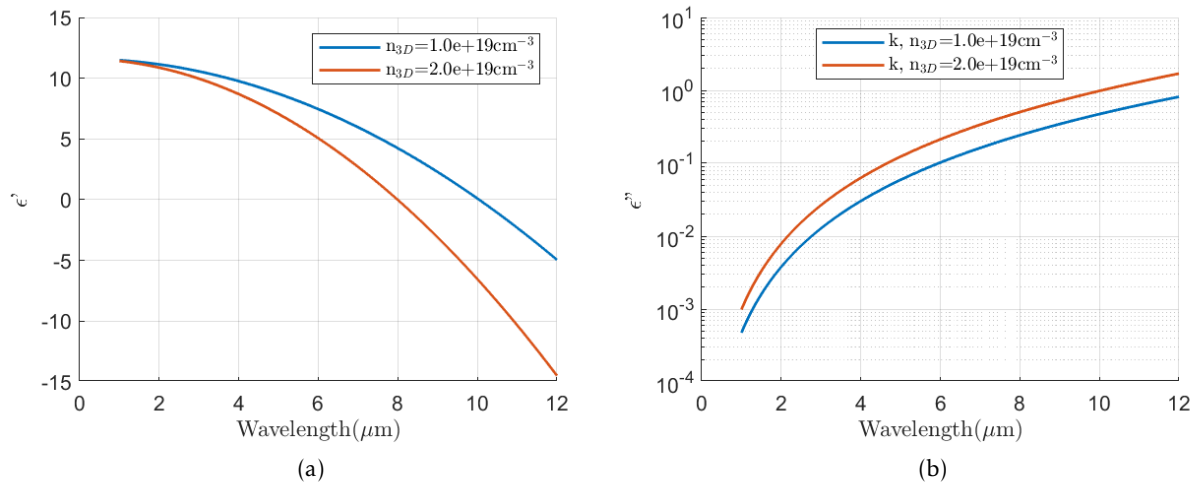 15
10
5
0
-5
-10
-15
ϵ'
n3D=1.0e+19cm−3
n3D=2.0e+19cm−3
0 2 4 6 8 10 12
Wavelength(μm)
(a)
10^1
10^0
10^-1
10^-2
10^-3
10^-4
ϵ"
k, n3D=1.0e+19cm−3
k, n3D=2.0e+19cm−3
0 2 4 6 8 10 12
Wavelength(μm)
(b)